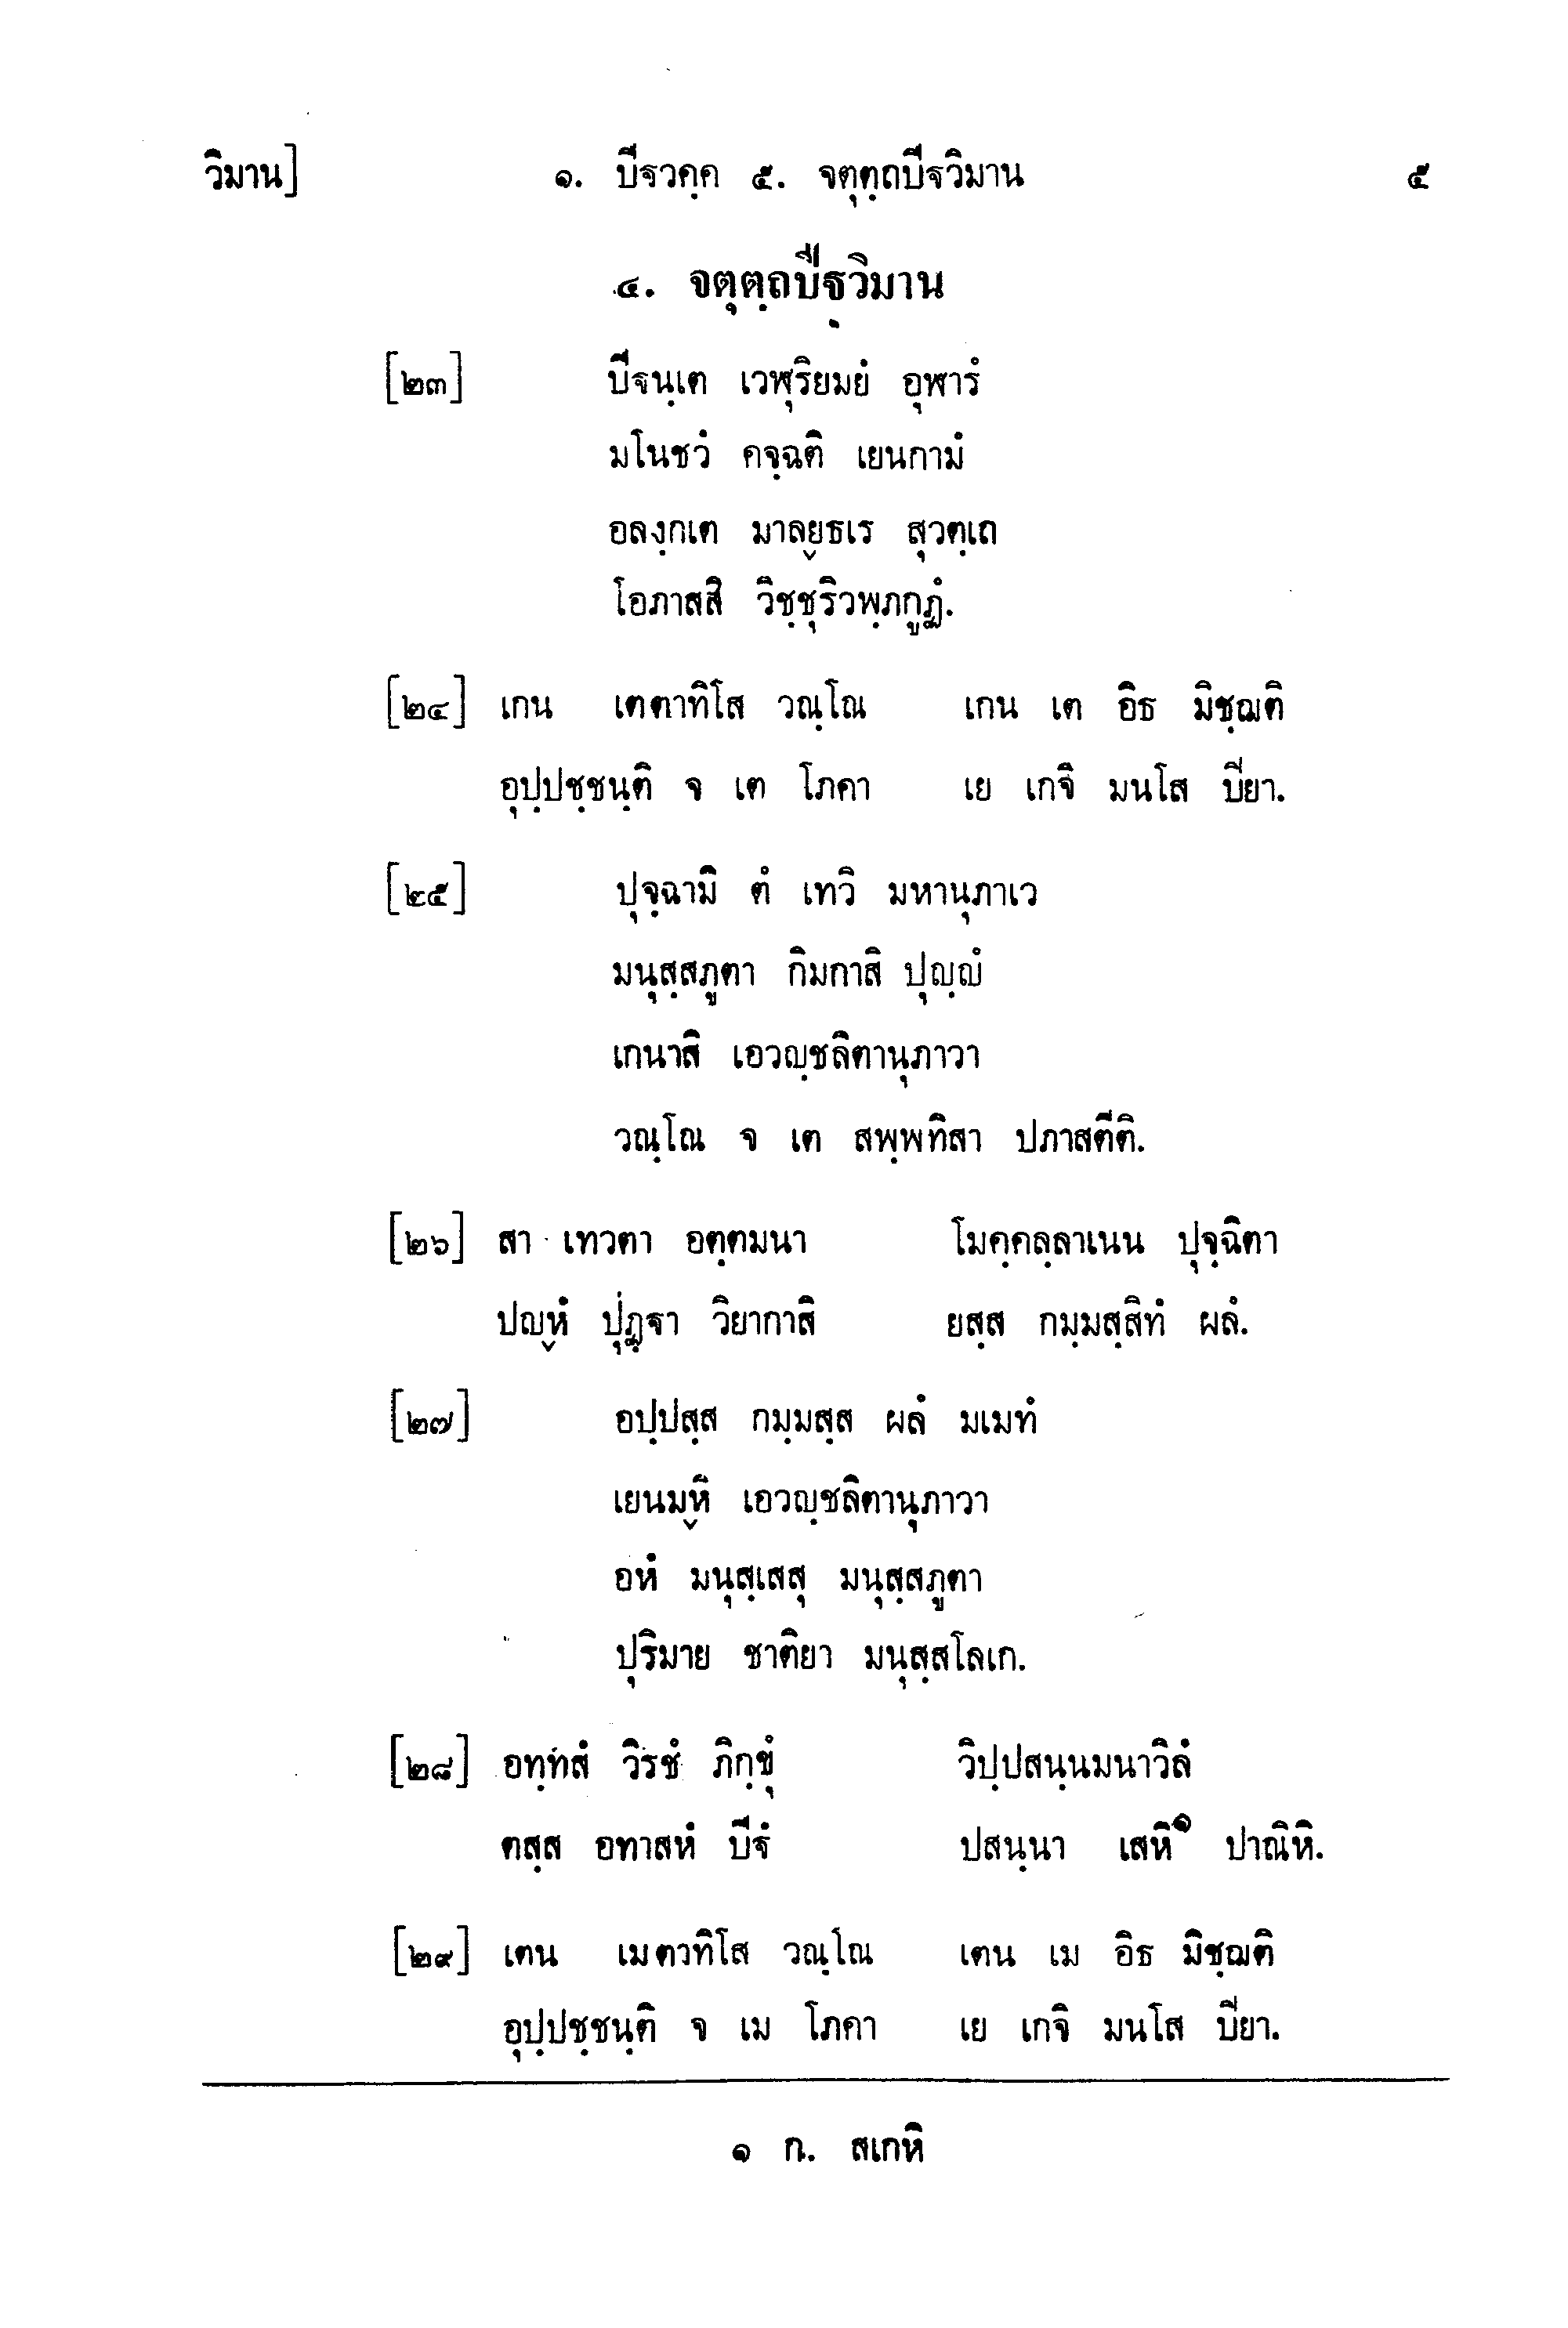 วิมาน] ๑. ปีฐวคฺค ๕. จตุตฺถปีฐวิมาน ๕
๔. จตุตฺถปีฐวิมาน
[๒๓] ปีฐนฺเต เวฬุริยมยํ อุฬารํ
มโนชวํ คจฺฉติ เยนกามํ
อลงฺกเต มาลฺยธเร สุวตฺเถ
โอภาสสิ วิชฺชุริวพฺภกูฏํ.
[๒๔] เกน เตตาทิโส วณฺโณ เกน เต อิธ มิชฺฌติ
อุปฺปชฺชนฺติ จ เต โภคา เย เกจิ มนโส ปิยา.
[๒๕] ปุจฺฉามิ ตํ เทวิ มหานุภาเว
มนุสฺสภูตา กิมกาสิ ปุญฺญํ
เกนาสิ เอวญฺชลิตานุภาวา
วณฺโณ จ เต สพฺพทิสา ปภาสตีติ.
[๒๖] สา เทวตา อตฺตมนา โมคฺคลฺลาเนน ปุจฺฉิตา
ปญฺหํ ปุฏฺฐา วิยากาสิ ยสฺส กมฺมสฺสิทํ ผลํ.
[๒๗] อปฺปสฺส กมฺมสฺส ผลํ มเมทํ
เยนมฺหิ เอวญฺชลิตานุภาวา
อหํ มนุสฺเสสุ มนุสฺสภูตา
ปุริมาย ชาติยา มนุสฺสโลเก.
[๒๘] อทฺทสํ วิรชํ ภิกฺขุํ วิปฺปสนฺนมนาวิลํ
ตสฺส อทาสหํ ปีฐํ ปสนฺนา เสหิ๑ ปาณิหิ.
[๒๙] เตน เมตาทิโส วณฺโณ เตน เม อิธ มิชฺฌติ
อุปฺปชฺชนฺติ จ เม โภคา เย เกจิ มนโส ปิยา.
๑ ก. สเกหิ